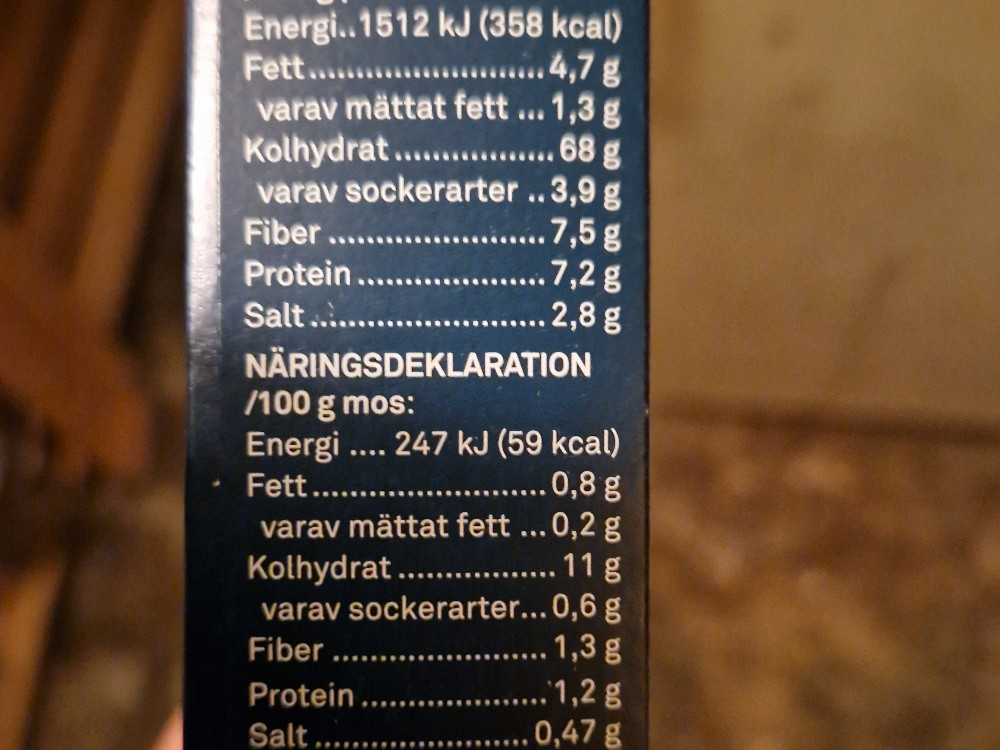 Energi..1512 kJ (358 kcal)
Fett..........................4,7 g
varav mättat fett ...1,3 g
Kolhydrat.................68 g
varav sockerarter ..3,9 g
Fiber .......................7,5 g
Protein....................7,2 g
Salt.........................2,8 g
NÄRINGSDEKLARATION
/100 g mos:
Energi .... 247 kJ (59 kcal)
Fett.........................0,8 g
varav mättat fett ...0,2 g
Kolhydrat.................11 g
varav sockerarter...0,6 g
Fiber .......................1,3 g
Protein....................1,2 g
Salt.......................0,47 g